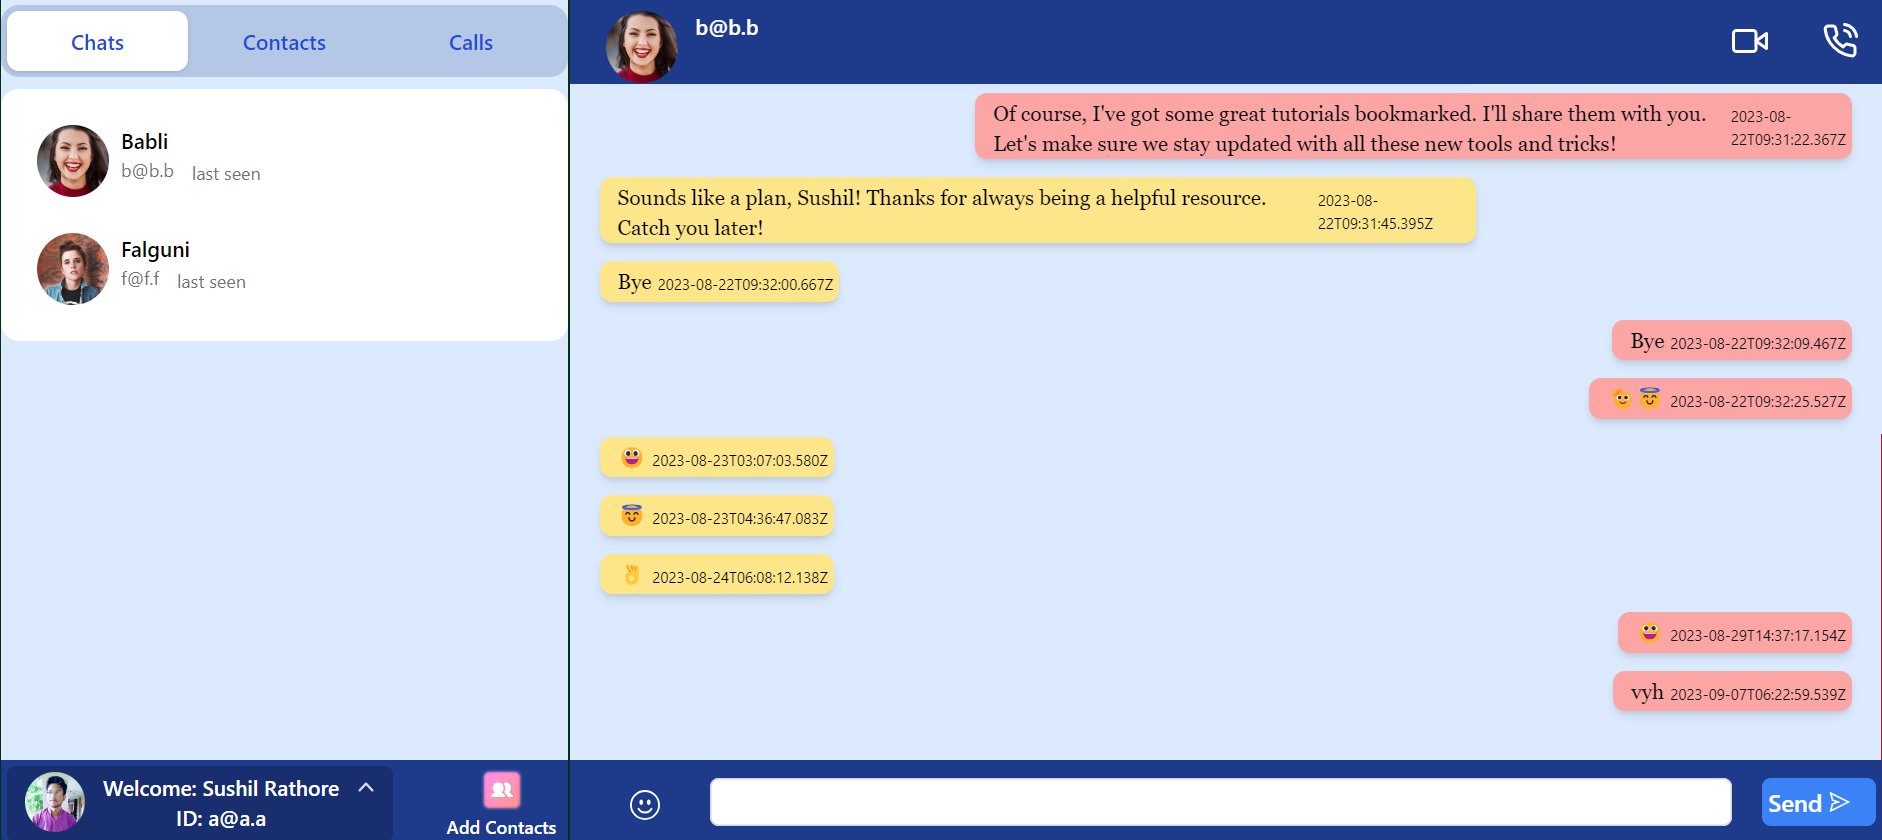 Chats
Contacts
Calls
Babli
b@b.b last seen
Falguni
f@f.f last seen
Welcome: Sushil Rathore
ID: a@a.a
Add Contacts
b@b.b
Of course, I've got some great tutorials bookmarked. I'll share them with you.
Let's make sure we stay updated with all these new tools and tricks!
2023-08-
22T09:31:22.367Z
Sounds like a plan, Sushil! Thanks for always being a helpful resource.
Catch you later!
2023-08-
22T09:31:45.395Z
Bye 2023-08-22T09:32:00.667Z
Bye 2023-08-22T09:32:09.467Z
2023-08-22T09:32:25.527Z
2023-08-23T03:07:03.580Z
2023-08-23T04:36:47.083Z
2023-08-24T06:08:12.138Z
2023-08-29T14:37:17.154Z
vyh 2023-09-07T06:22:59.539Z
Send